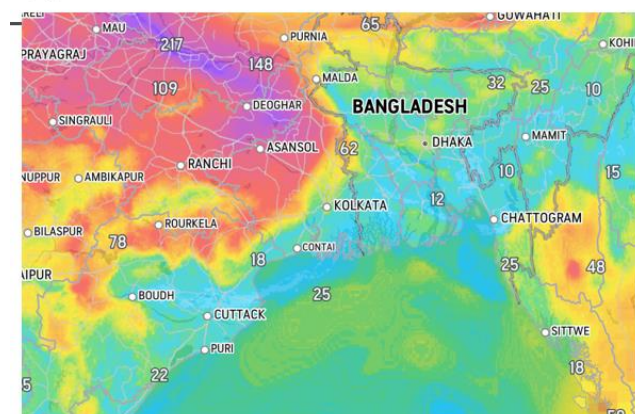 MAU
217
PURNIA
65
GUWAHATI
KOHI
PRAYAGRAJ
148
MALDA
109
32
25
10
DEOGHAR
BANGLADESH
SINGRAULI
DHAKA
MAMIT
ASANSOL
62
RANCHI
10
15
NUPPUR
AMBIKAPUR
12
KOLKATA
CHATTOGRAM
BILASPUR
ROURKELA
78
CONTAI
18
25
48
AIPUR
BOUDH
25
CUTTACK
SITTWE
PURI
22
18
5